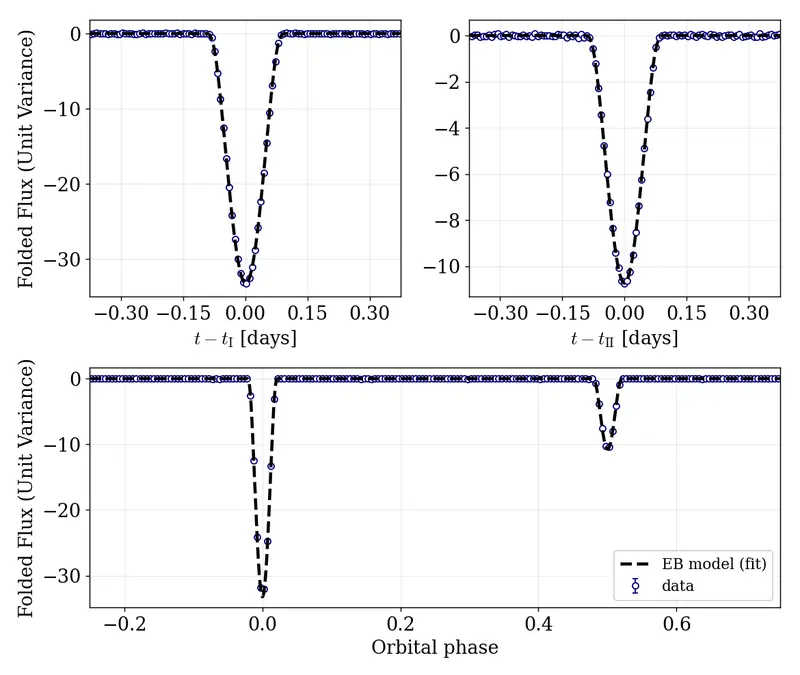 Folded Flux (Unit Variance)
0
−10
−20
−30
−0.30 −0.15 0.00 0.15 0.30
t − t_I [days]
0
−2
−4
−6
−8
−10
−0.30 −0.15 0.00 0.15 0.30
t − t_II [days]
Folded Flux (Unit Variance)
0
−10
−20
−30
−0.2 0.0 0.2 0.4 0.6
Orbital phase
EB model (fit)
data